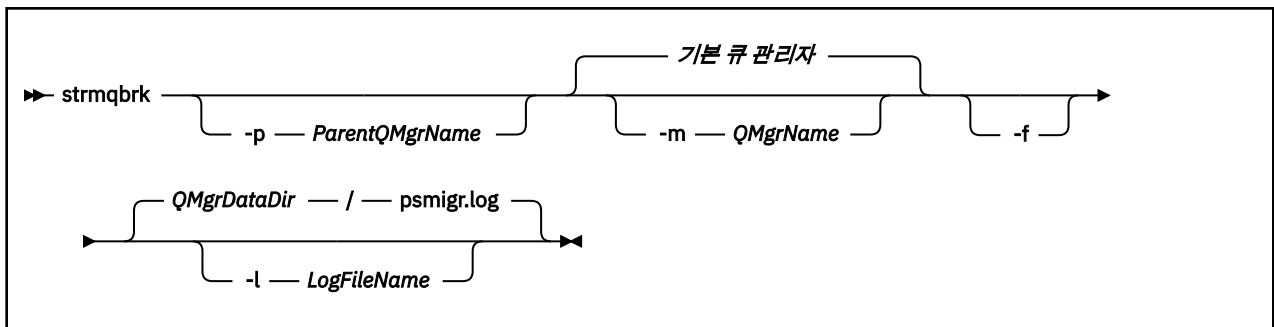 기본 큐 관리자
strmqbrk
-p ParentQMgrName
-m QMgrName
-f
QMgrDataDir / psmigr.log
-l LogFileName